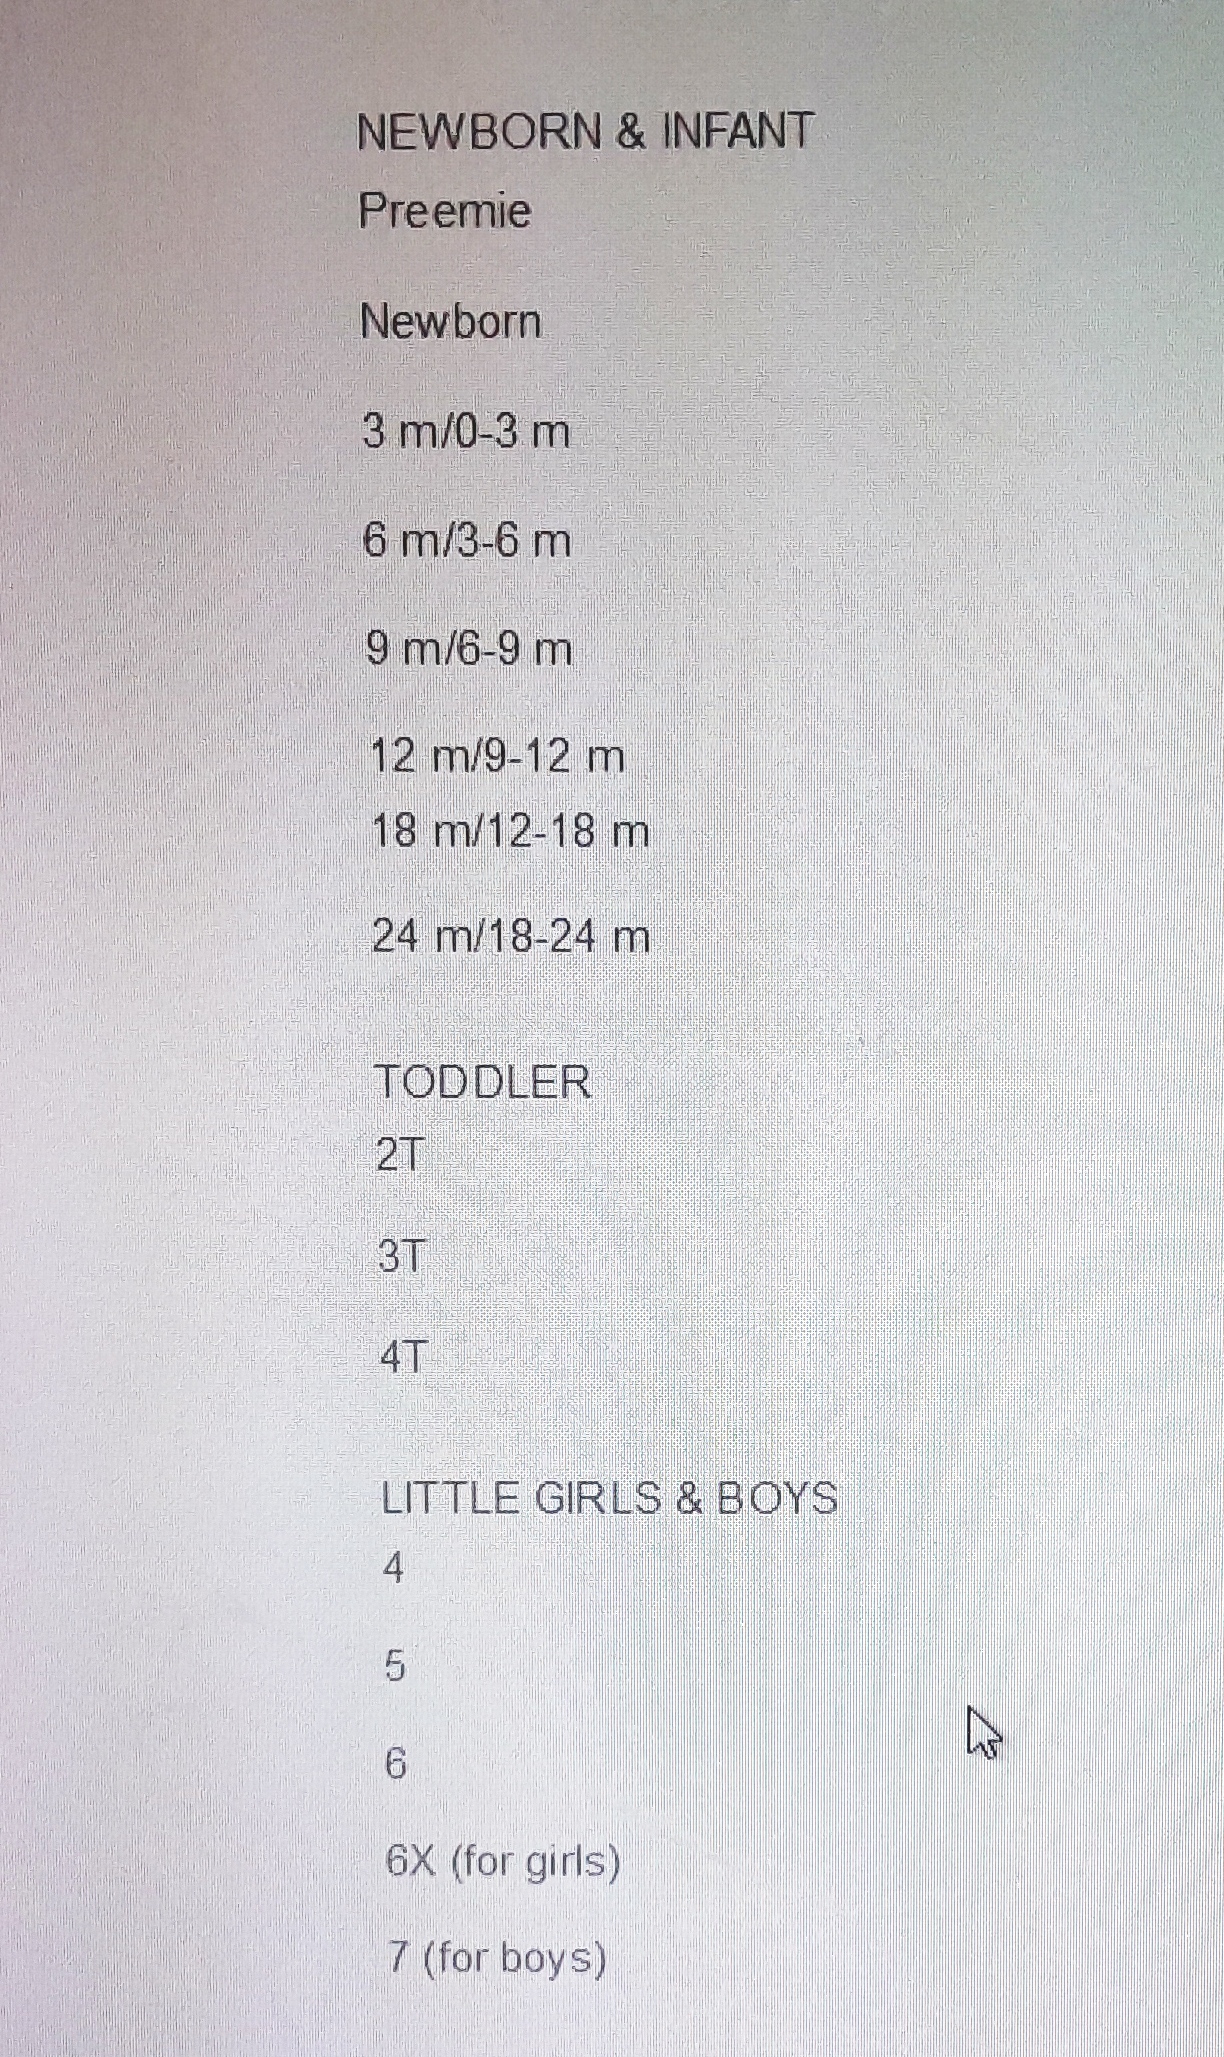 NEWBORN & INFANT
Preemie
Newborn
3 m/0-3 m
6 m/3-6 m
9 m/6-9 m
12 m/9-12 m
18 m/12-18 m
24 m/18-24 m
TODDLER
2T
3T
4T
LITTLE GIRLS & BOYS
4
5
6
6X (for girls)
7 (for boys)